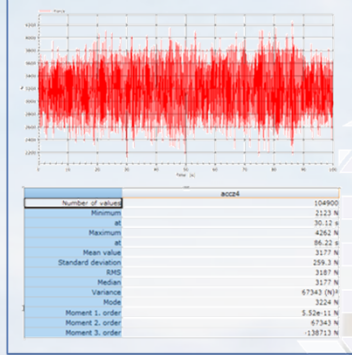 accz4
Number of values 104900
Minimum 2123 N
at 30.12 s
Maximum 4262 N
at 86.22 s
Mean value 3177 N
Standard deviation 259.3 N
RMS 3187 N
Median 3177 N
Variance 67343 (N)²
Mode 3224 N
Moment 1. order 5.52e-11 N
Moment 2. order 67343 N
Moment 3. order -138713 N